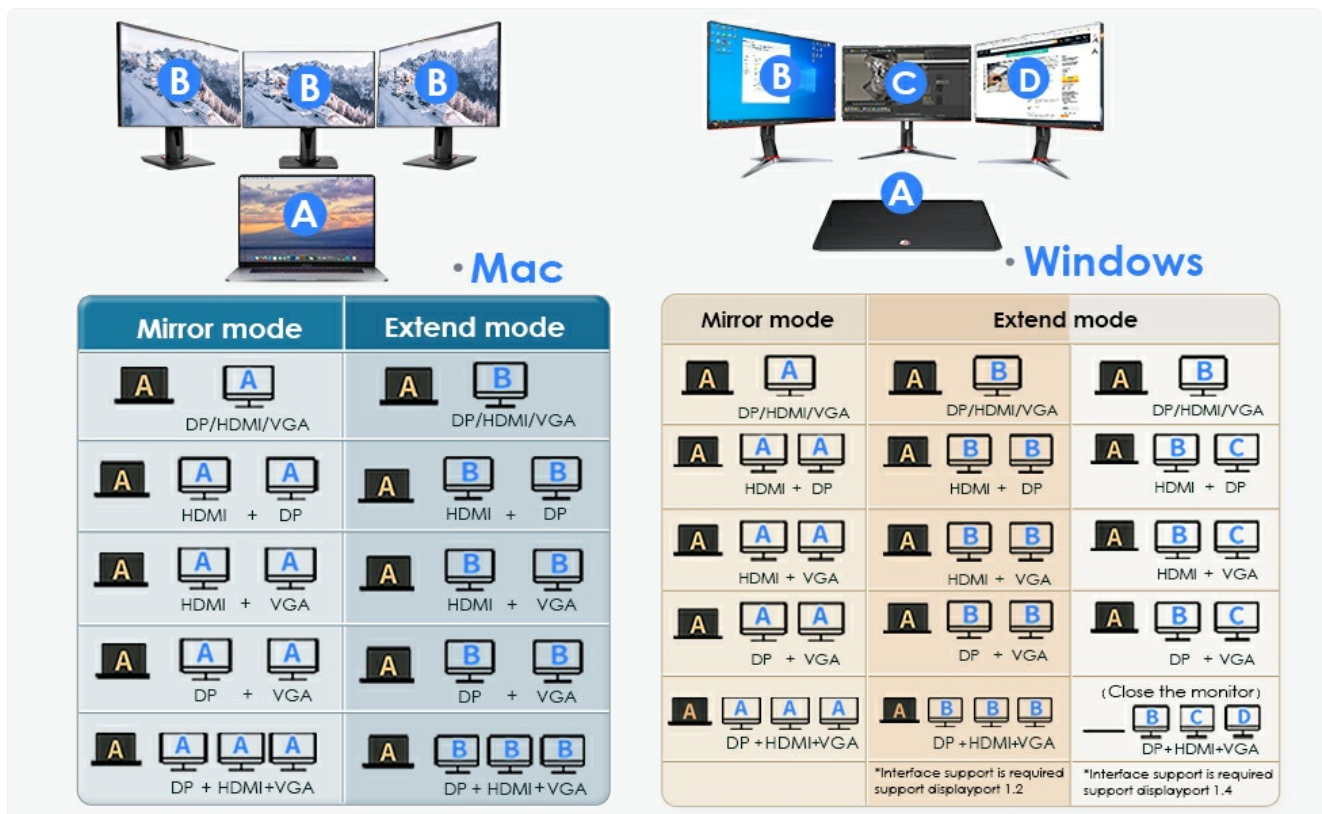 B B B
A
• Mac
Mirror mode Extend mode
A A A B
DP/HDMI/VGA DP/HDMI/VGA
A A A A B B
HDMI + DP HDMI + DP
A A A A B B
HDMI + VGA HDMI + VGA
A A A A B B
DP + VGA DP + VGA
A A A A A B B B
DP + HDMI+VGA DP + HDMI+VGA
B C D
A
• Windows
Mirror mode Extend mode
A A A B A B
DP/HDMI/VGA DP/HDMI/VGA DP/HDMI/VGA
A A A A B B A B C
HDMI + DP HDMI + DP HDMI + DP
A A A A B B A B C
HDMI + VGA HDMI + VGA HDMI + VGA
A A A A B B A B C
DP + VGA DP + VGA DP + VGA
(Close the monitor)
A A A A A B B B B C D
DP+HDMI+VGA DP+HDMI+VGA DP+HDMI+VGA
*Interface support is required
support displayport 1.2
*Interface support is required
support displayport 1.4